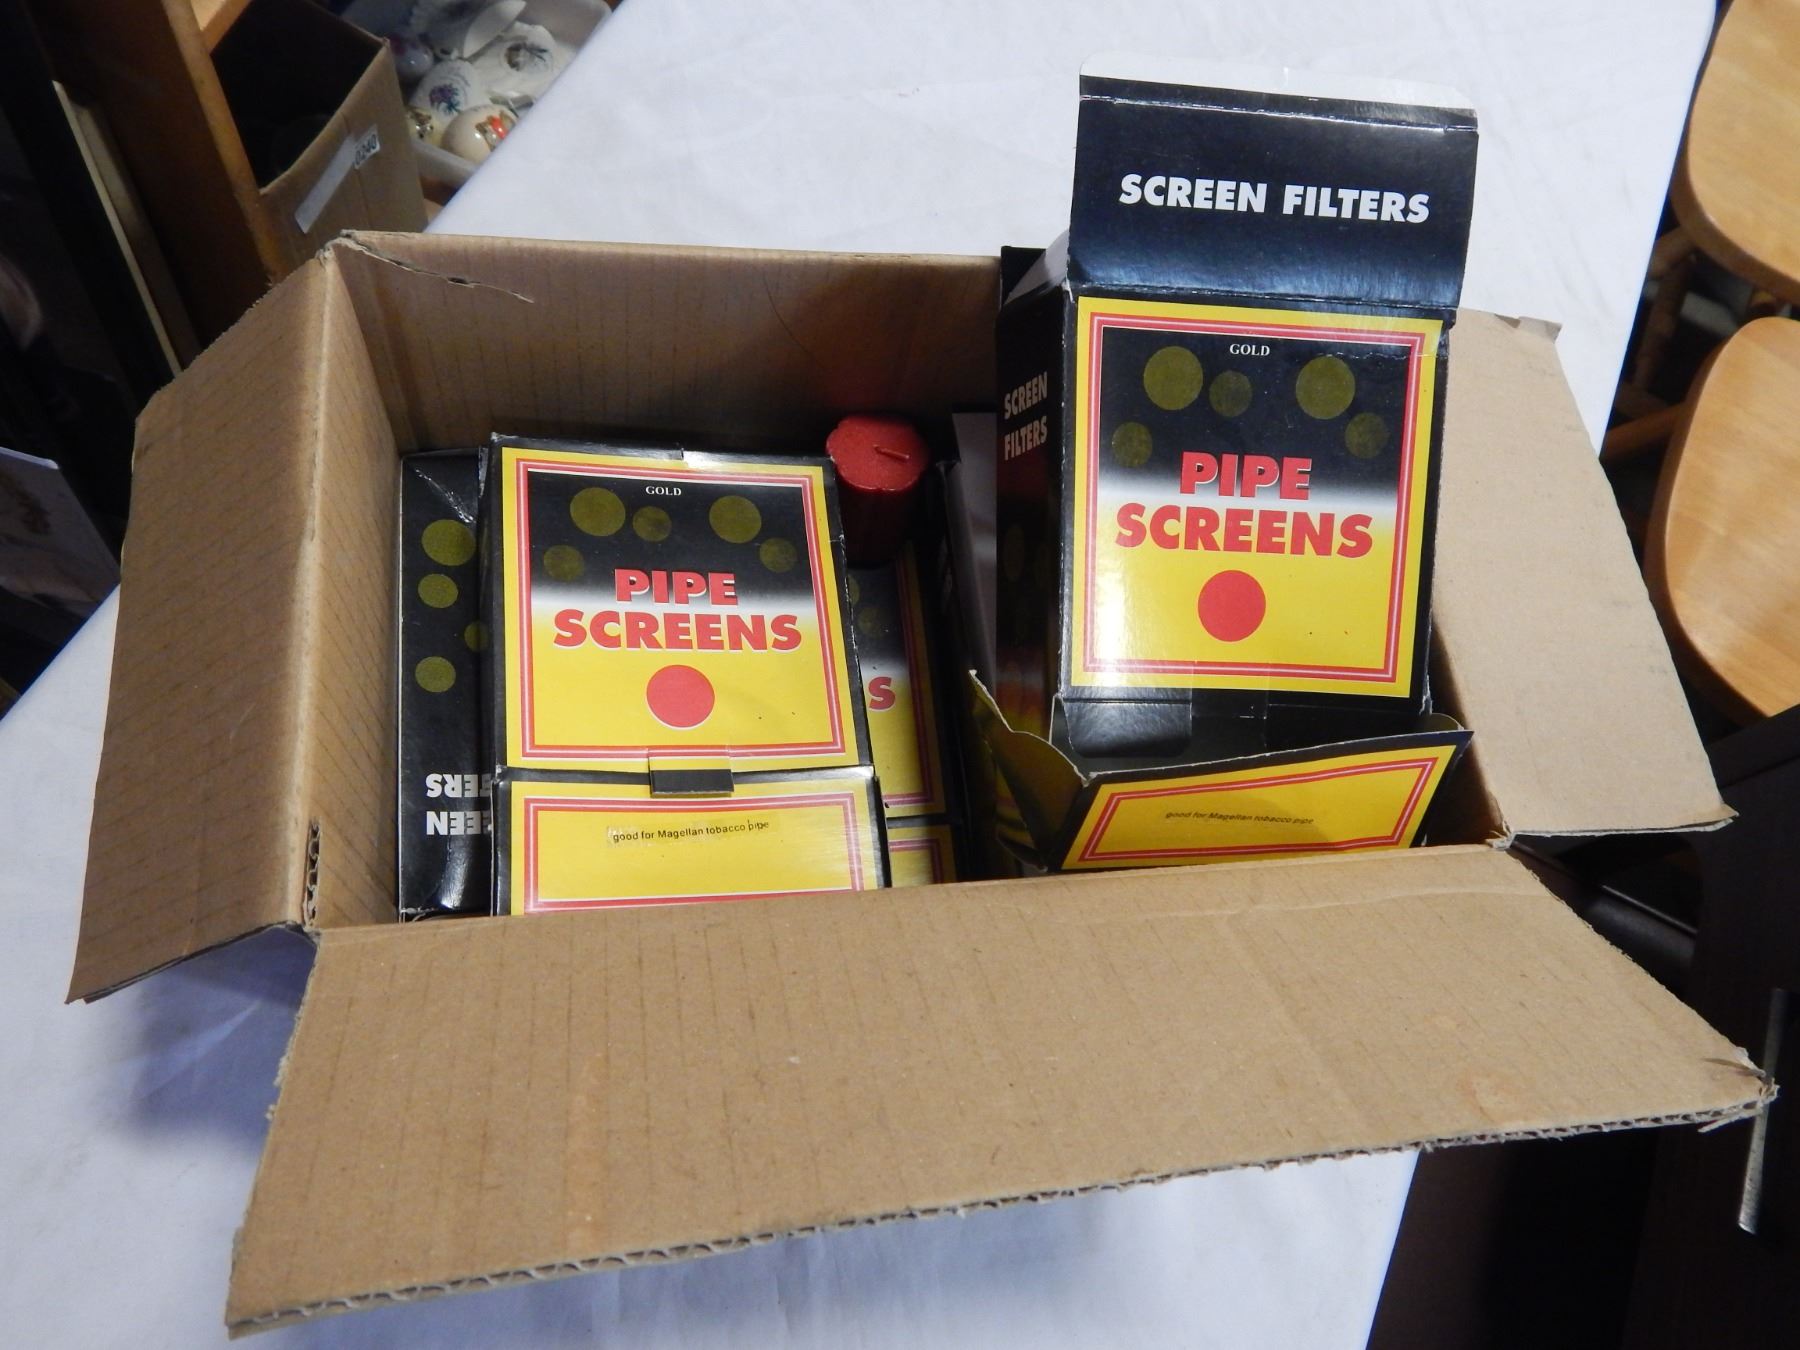 0240
SCREEN FILTERS
GOLD
PIPE
SCREENS
good for Magellan tobacco pipe
SCREEN
FILTERS
GOLD
PIPE
SCREENS
good for Magellan tobacco pipe
S